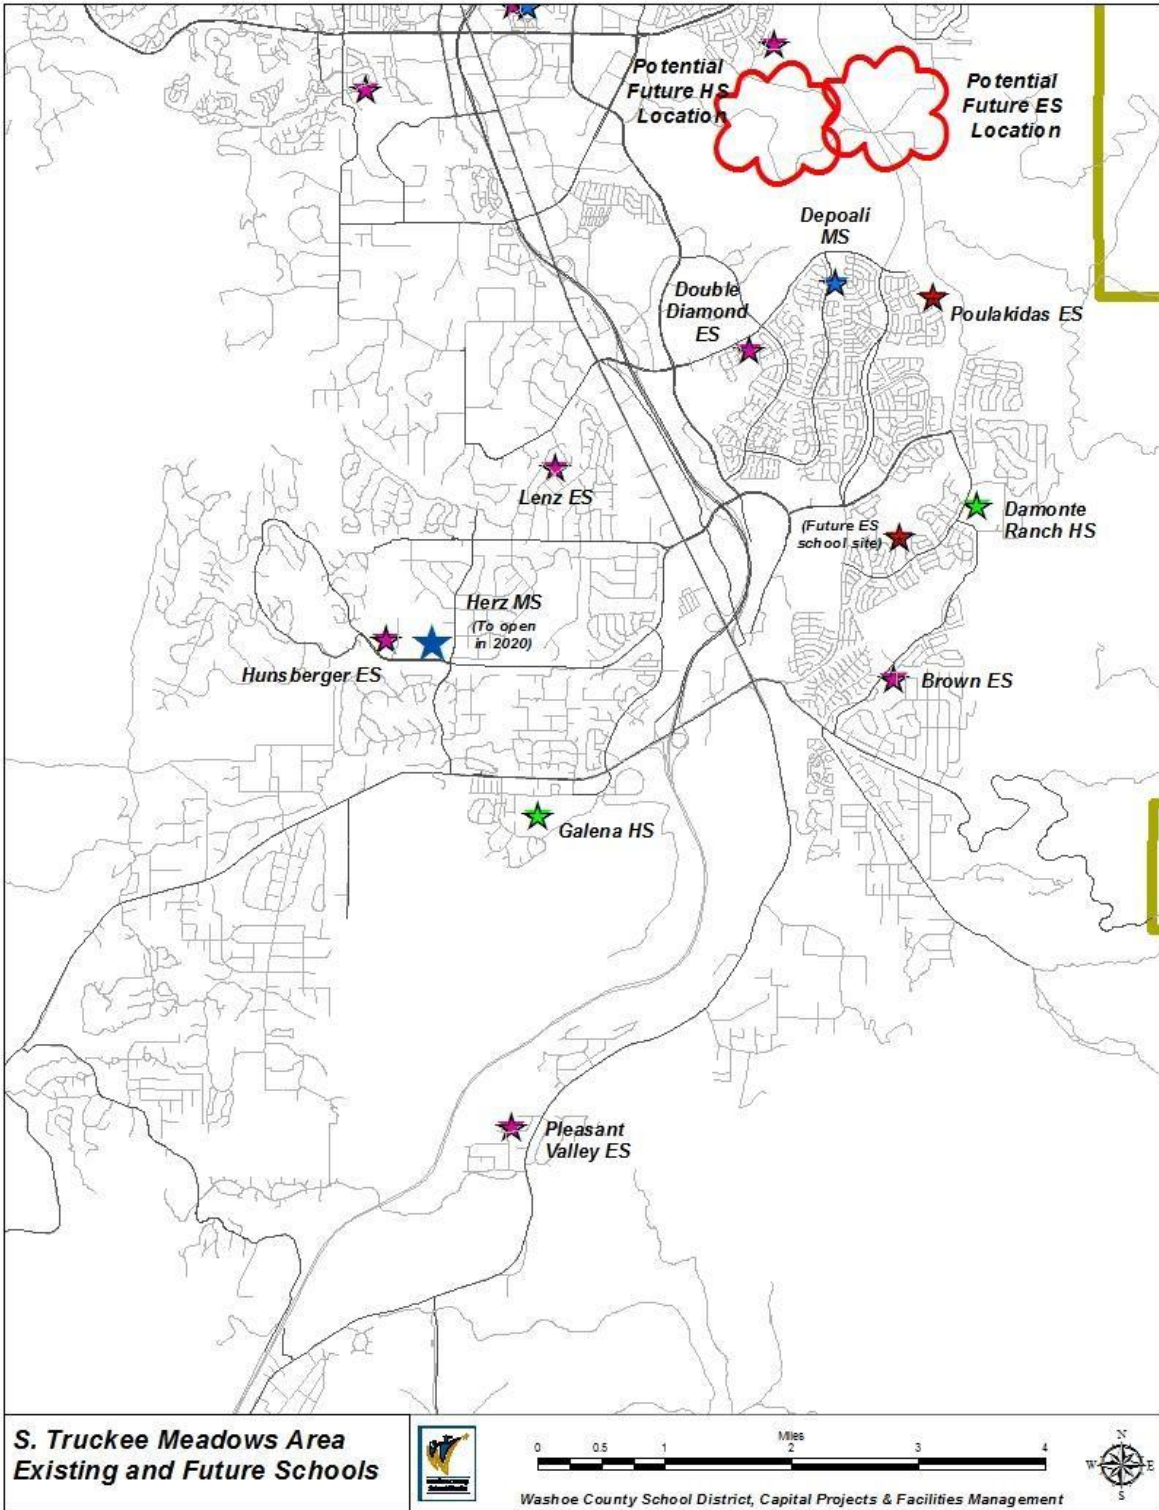 Potential
Future HS
Location
Potential
Future ES
Location
Depoali
MS
Double
Diamond
ES
Poulakidas ES
Lenz ES
(Future ES
school site)
Damonte
Ranch HS
Herz MS
(To open
in 2020)
Hunsberger ES
Brown ES
Galena HS
Pleasant
Valley ES
S. Truckee Meadows Area
Existing and Future Schools
Miles
0 0.5 1 2 3 4
N
W E
S
Washoe County School District, Capital Projects & Facilities Management